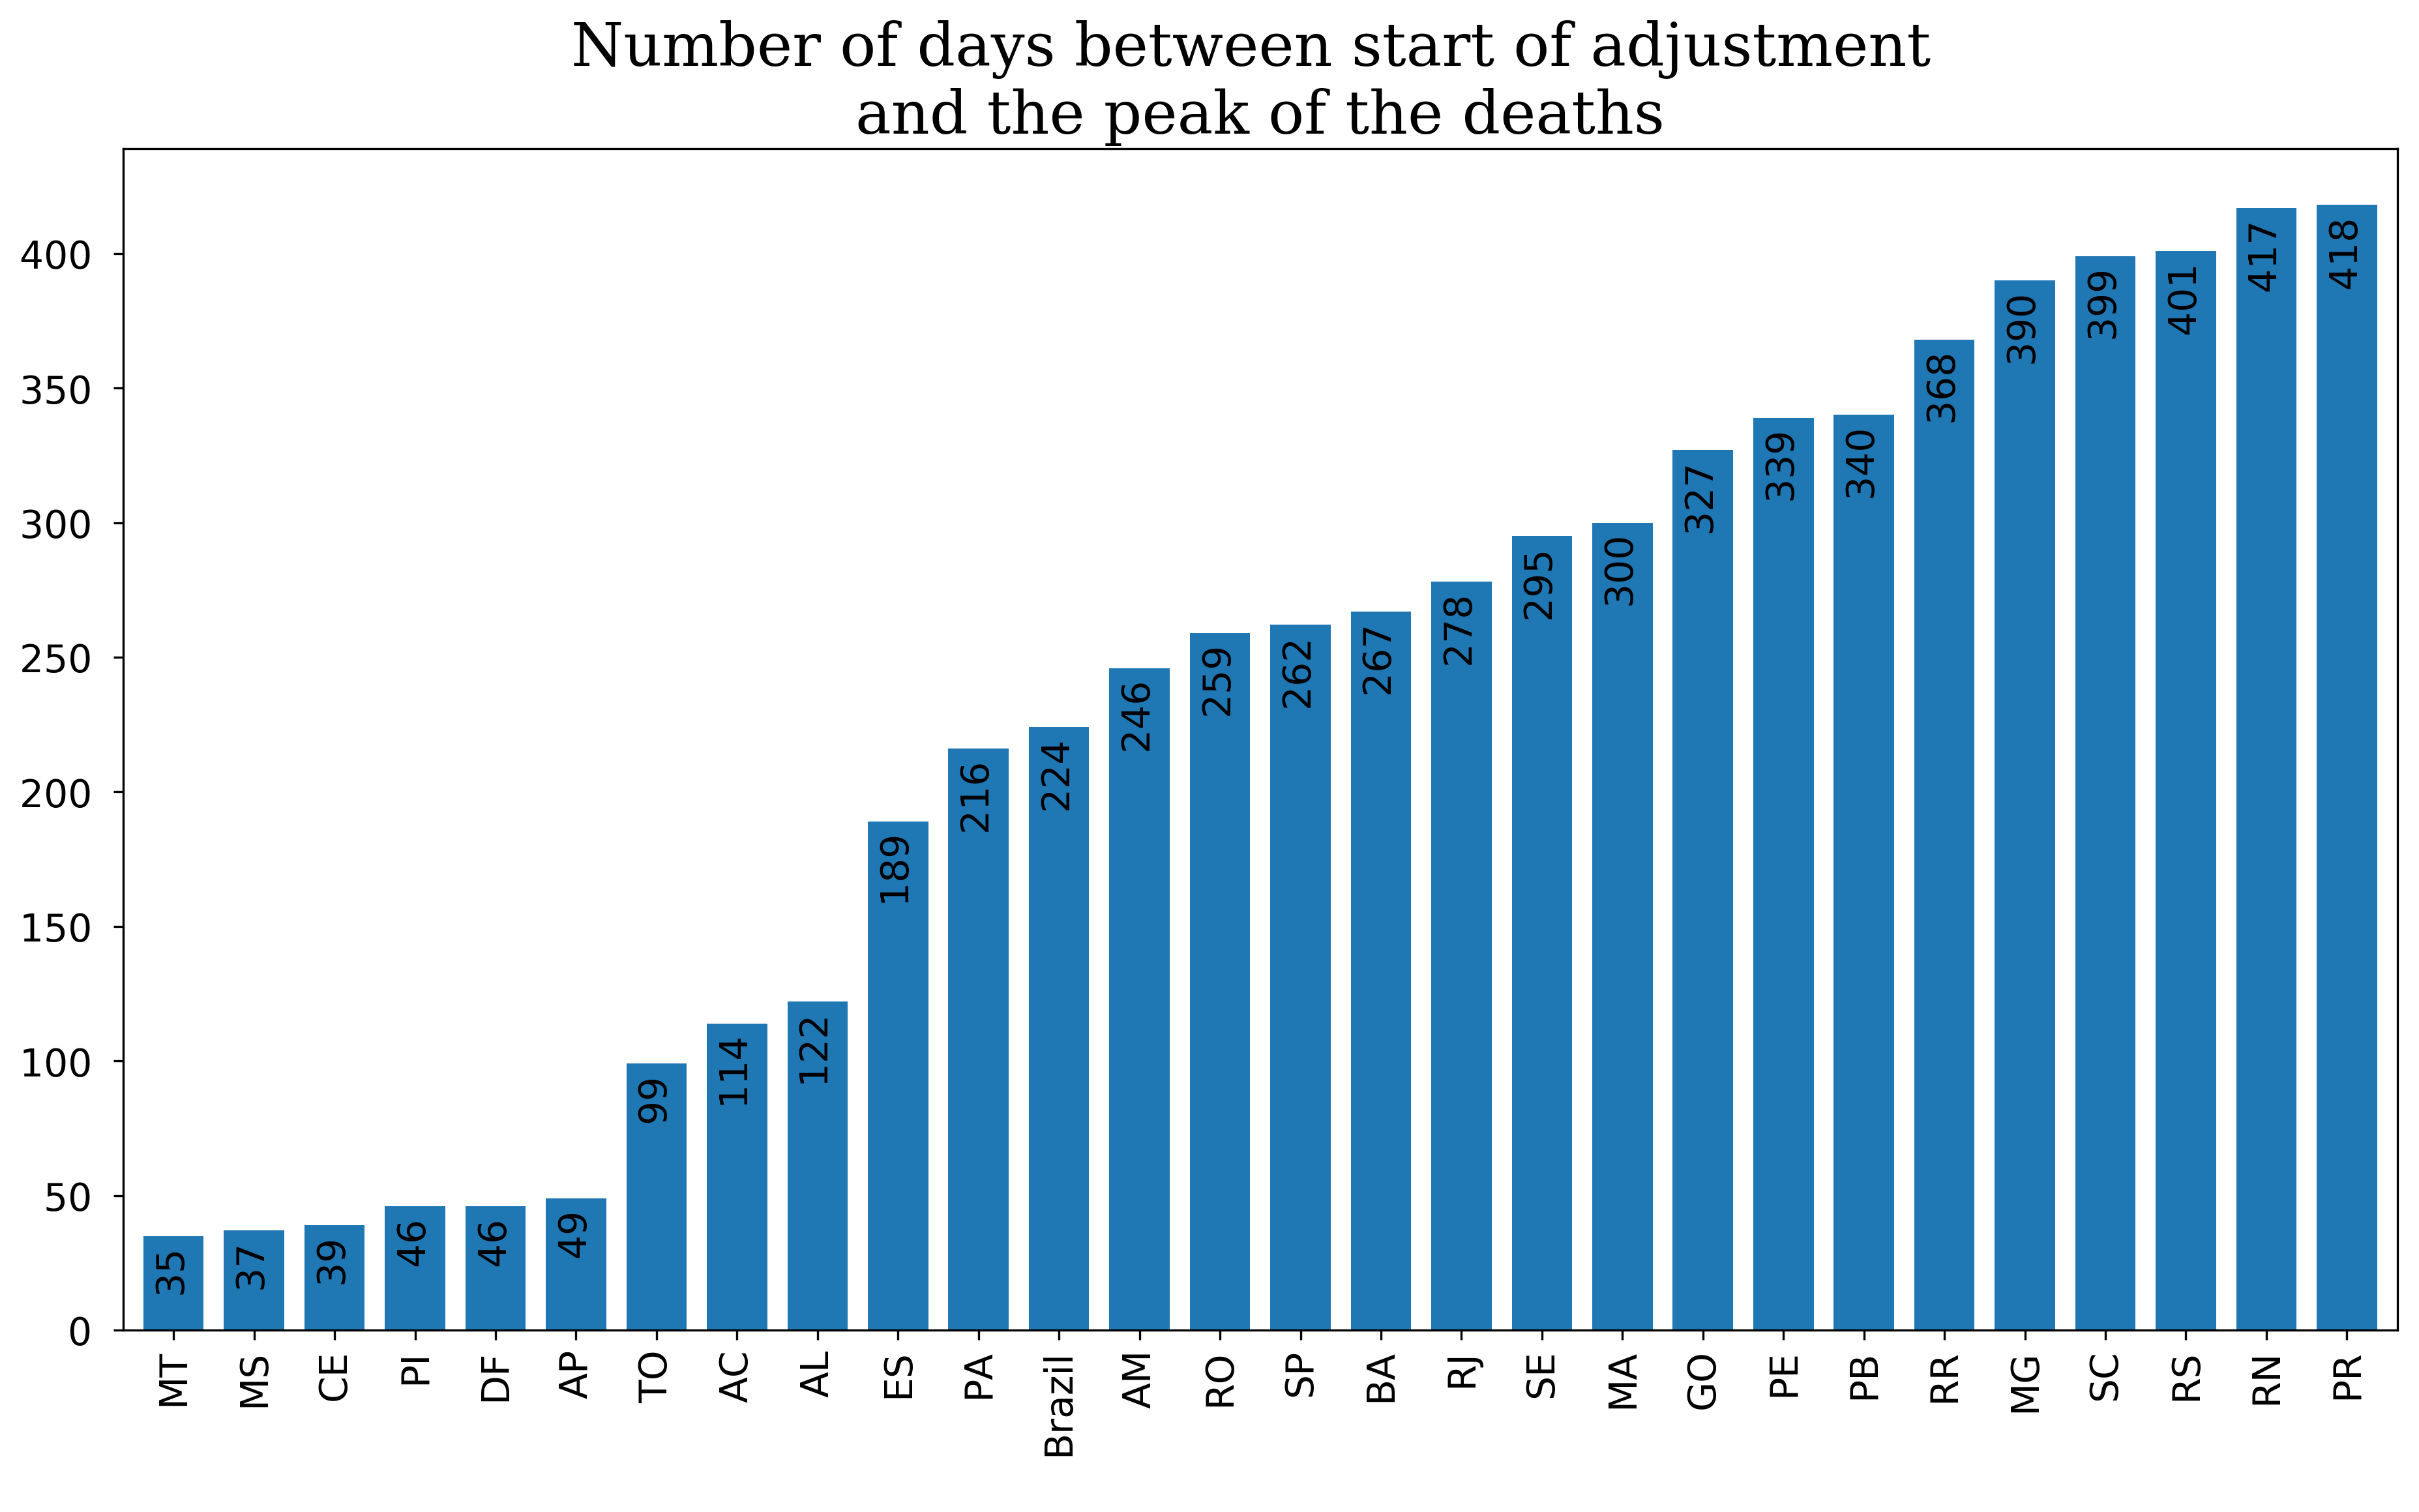 Number of days between start of adjustment
and the peak of the deaths
400
350
300
250
200
150
100
50
0
35
37
39
46
46
49
99
114
122
189
216
224
246
259
262
267
278
295
300
327
339
340
368
390
399
401
417
418
MT
MS
CE
PI
DF
AP
TO
AC
AL
ES
PA
Brazil
AM
RO
SP
BA
RJ
SE
MA
GO
PE
PB
RR
MG
SC
RS
RN
PR